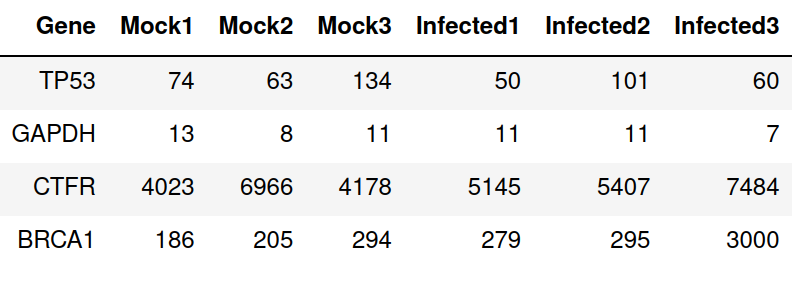 Gene Mock1 Mock2 Mock3 Infected1 Infected2 Infected3
TP53 74 63 134 50 101 60
GAPDH 13 8 11 11 11 7
CTFR 4023 6966 4178 5145 5407 7484
BRCA1 186 205 294 279 295 3000